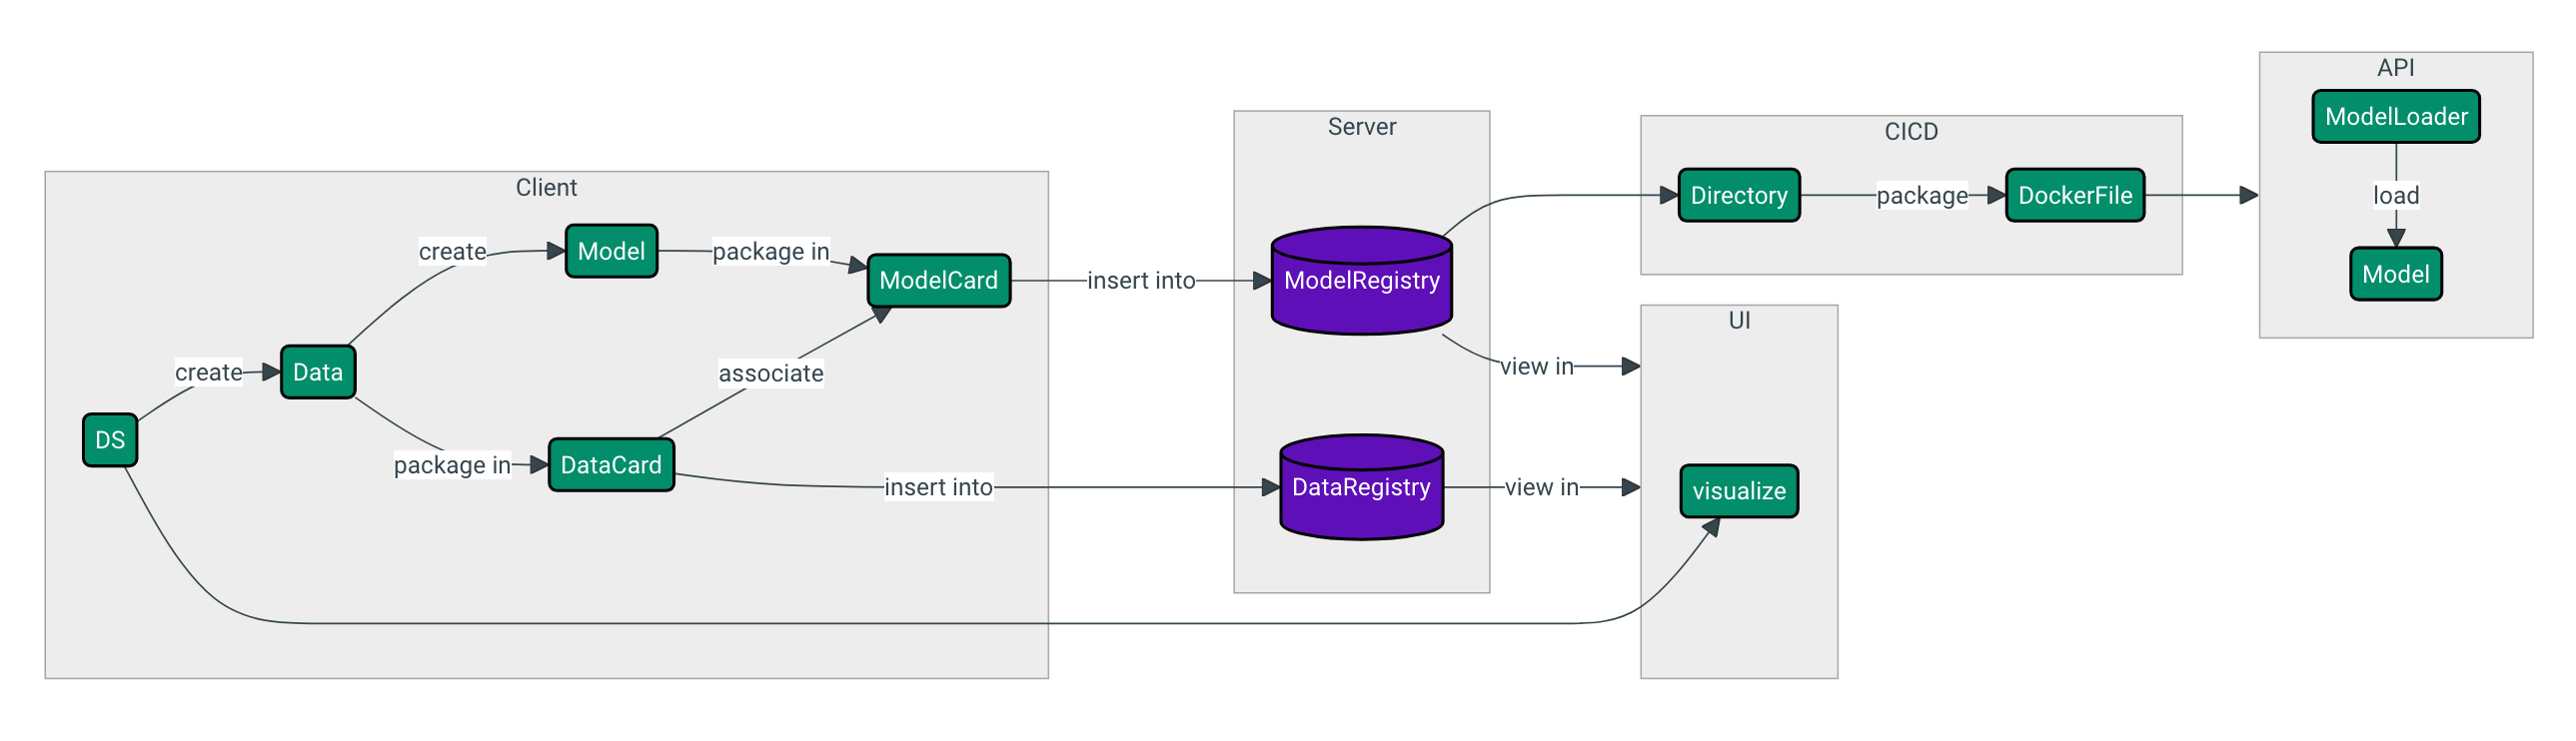 Client
DS
create
Data
create
Model
package in
ModelCard
associate
package in
DataCard
insert into
insert into
Server
ModelRegistry
DataRegistry
view in
view in
CICD
Directory
package
DockerFile
UI
visualize
API
ModelLoader
load
Model